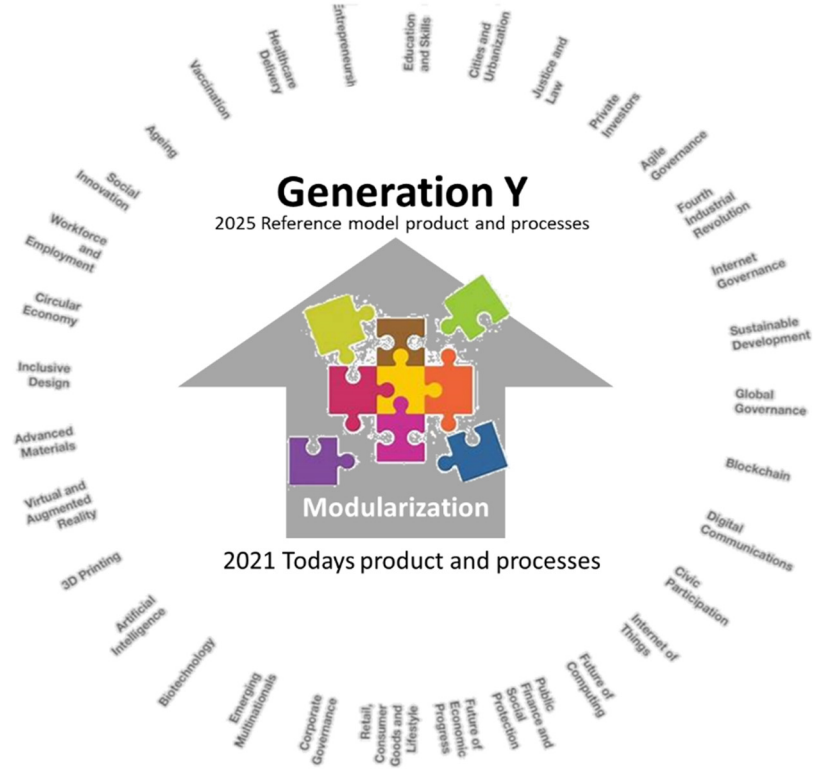 Generation Y
2025 Reference model product and processes
Modularization
2021 Todays product and processes
Education
and Skills
Cities and
Urbanization
Justice and
Law
Private
Investors
Agile
Governance
Fourth
Industrial
Revolution
Internet
Governance
Sustainable
Development
Global
Governance
Blockchain
Digital
Communications
Civic
Participation
Internet of
Things
Future of
Computing
Public
Finance and
Social
Protection
Future of
Economic
Progress
Retail,
Consumer
Goods and
Lifestyle
Corporate
Governance
Emerging
Multinationals
Biotechnology
Artificial
Intelligence
3D Printing
Virtual and
Augmented
Reality
Advanced
Materials
Inclusive
Design
Circular
Economy
Workforce
and
Employment
Social
Innovation
Ageing
Vaccination
Healthcare
Delivery